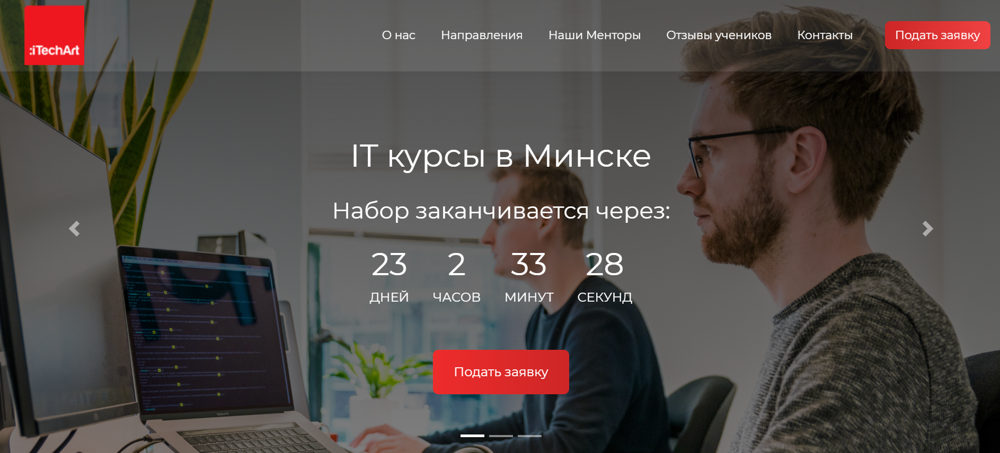 :iTechArt
О нас
Направления
Наши Менторы
Отзывы учеников
Контакты
Подать заявку
IT курсы в Минске
Набор заканчивается через:
23 2 33 28
ДНЕЙ ЧАСОВ МИНУТ СЕКУНД
Подать заявку